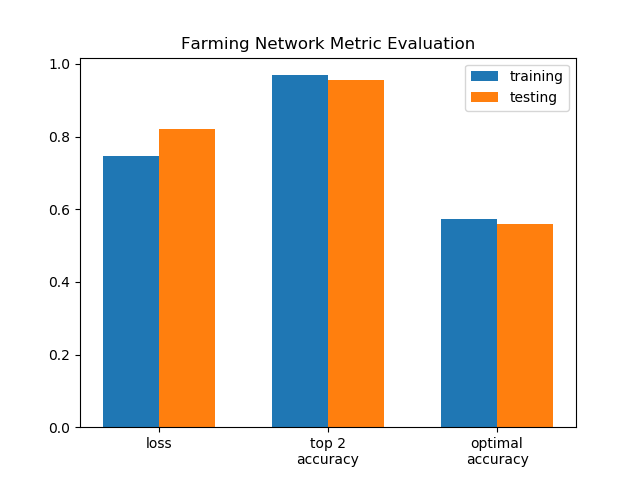 Farming Network Metric Evaluation
training
testing
1.0
0.8
0.6
0.4
0.2
0.0
loss
top 2
accuracy
optimal
accuracy